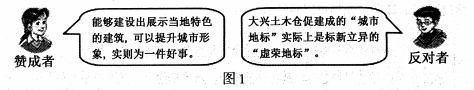 能够建设出展示当地特色
的建筑,可以提升城市形
象,实则为一件好事。
赞成者
大兴土木仓促建成的“城市
地标”实际上是标新立异的
“虚荣地标”。
反对者
图1